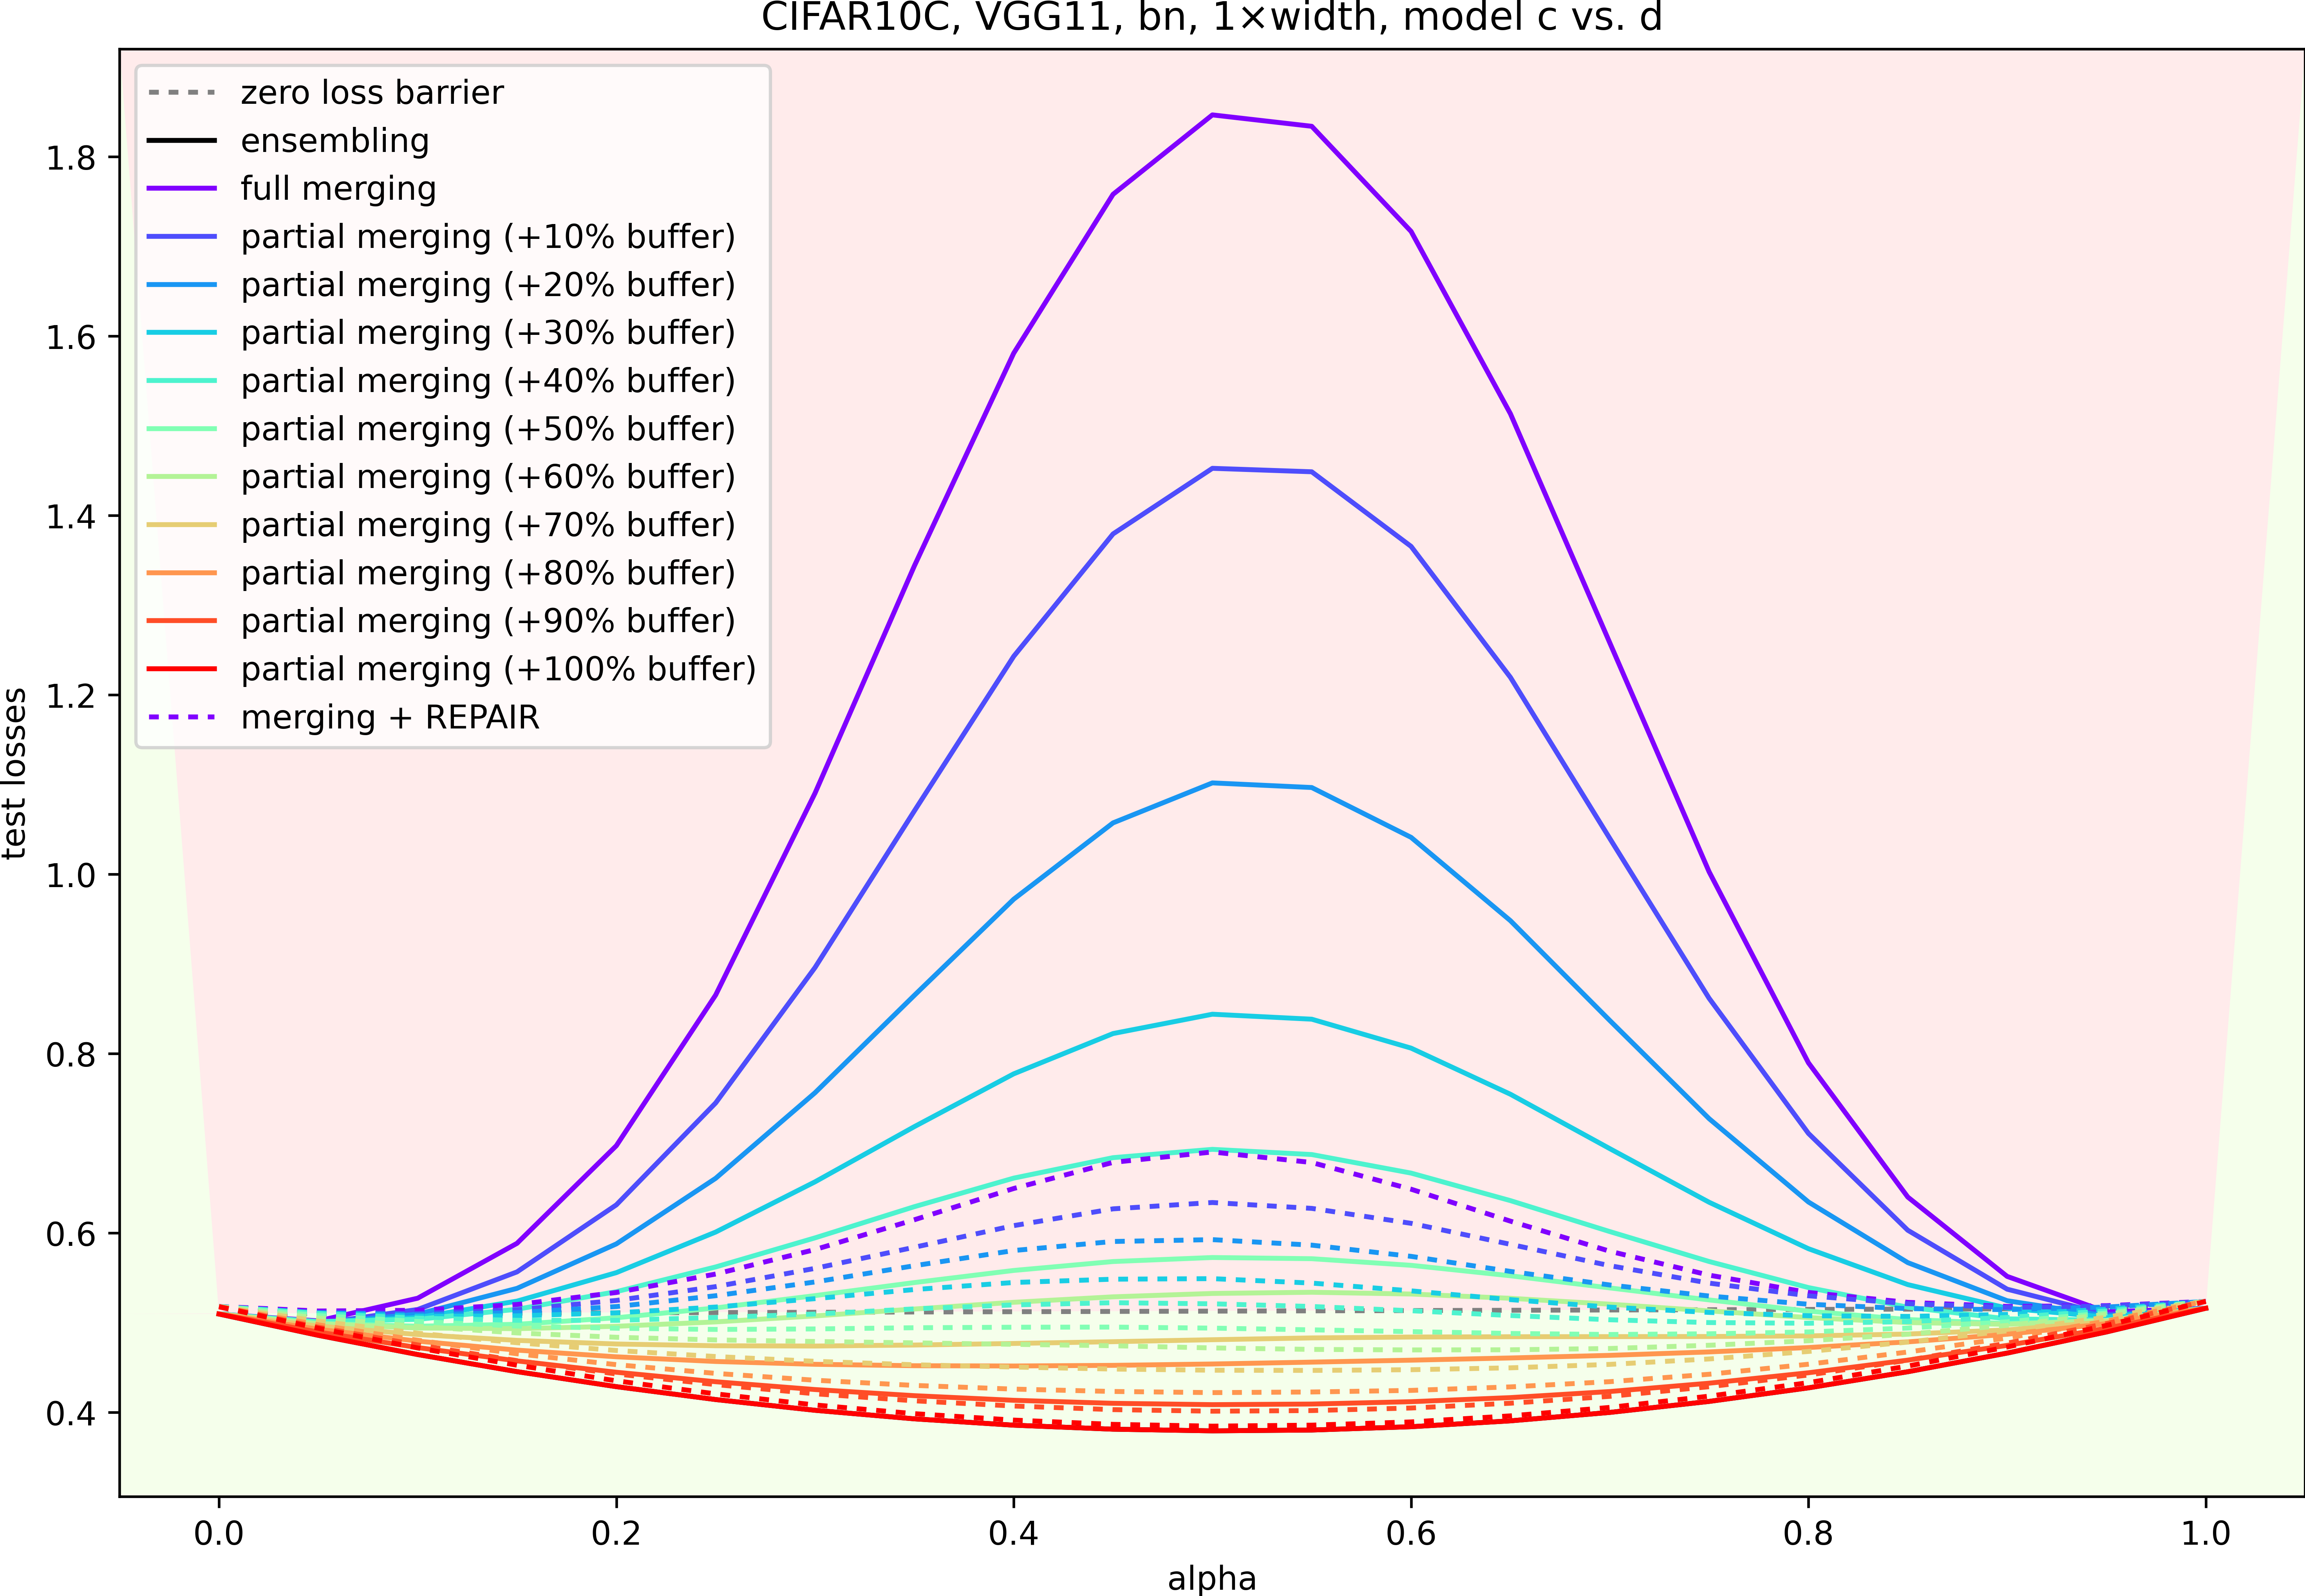 CIFAR10C, VGG11, bn, 1×width, model c vs. d
zero loss barrier
ensembling
full merging
partial merging (+10% buffer)
partial merging (+20% buffer)
partial merging (+30% buffer)
partial merging (+40% buffer)
partial merging (+50% buffer)
partial merging (+60% buffer)
partial merging (+70% buffer)
partial merging (+80% buffer)
partial merging (+90% buffer)
partial merging (+100% buffer)
merging + REPAIR
test losses
1.8
1.6
1.4
1.2
1.0
0.8
0.6
0.4
0.0 0.2 0.4 0.6 0.8 1.0
alpha